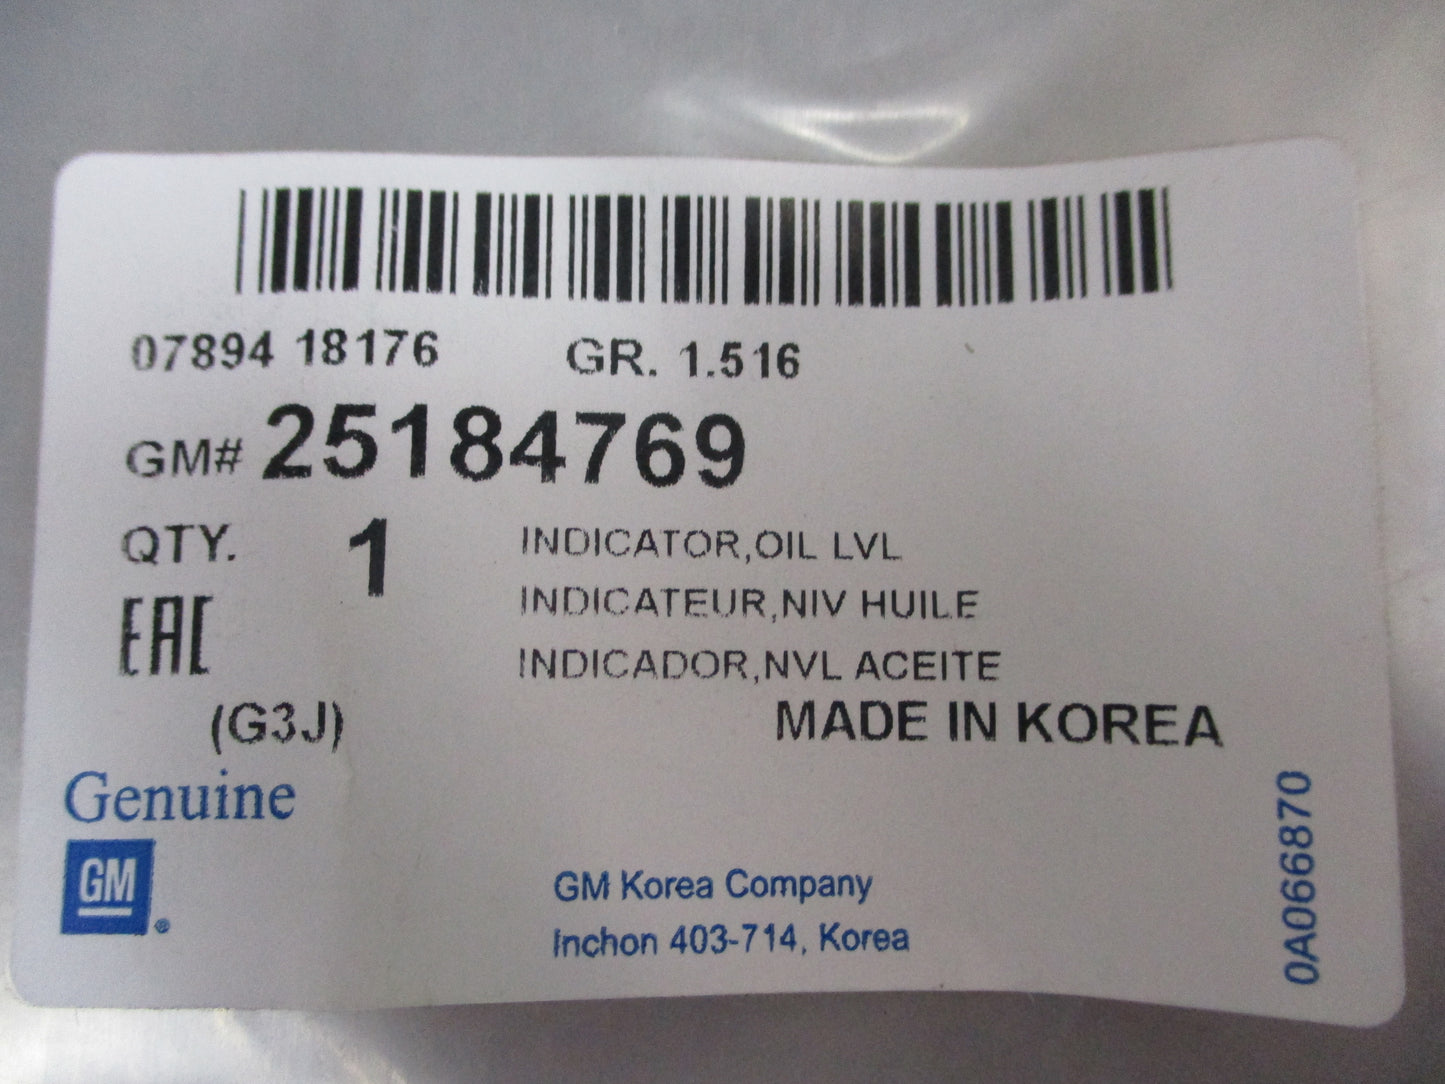 07894 18176 GR. 1.516
GM# 25184769
QTY. 1
INDICATOR,OIL LVL
INDICATEUR,NIV HUILE
INDICADOR,NVL ACEITE
EAC
(G3J)
MADE IN KOREA
Genuine
GM®
GM Korea Company
Inchon 403-714, Korea
0A066870